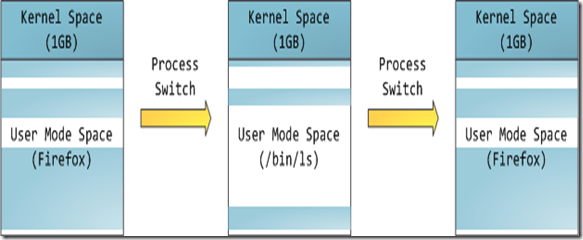 Kernel Space
(1GB)
User Mode Space
(Firefox)
Process
Switch
Kernel Space
(1GB)
User Mode Space
(/bin/ls)
Process
Switch
Kernel Space
(1GB)
User Mode Space
(Firefox)